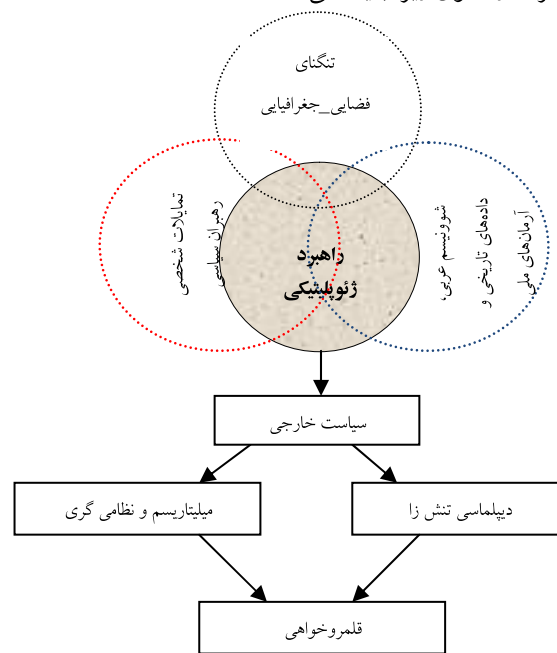 تنگنای
فضایی_جغرافیایی
آرمان‌های ملی
داده‌های تاریخی و
شوونیسم عربی،
راهبرد
ژئوپلیتیکی
رهبران سیاسی
تمایلات شخصی
سیاست خارجی
دیپلماسی تنش زا
میلیتاریسم و نظامی گری
قلمروخواهی